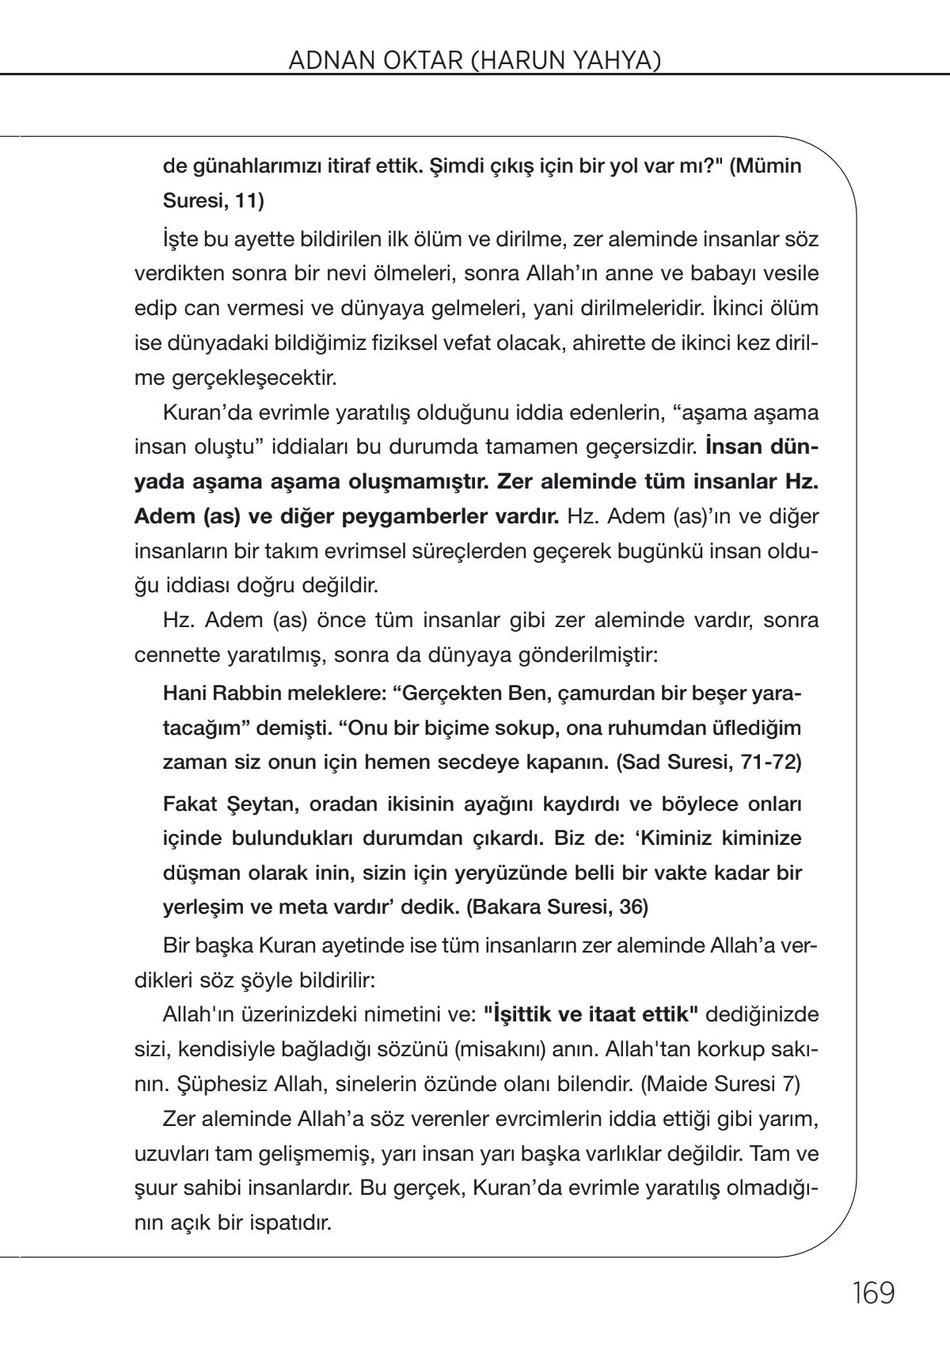 ADNAN OKTAR (HARUN YAHYA)
de günahlarımızı itiraf ettik. Şimdi çıkış için bir yol var mı?" (Mümin
Suresi, 11)
İşte bu ayette bildirilen ilk ölüm ve dirilme, zer aleminde insanlar söz
verdikten sonra bir nevi ölmeleri, sonra Allah’ın anne ve babayı vesile
edip can vermesi ve dünyaya gelmeleri, yani dirilmeleridir. İkinci ölüm
ise dünyadaki bildiğimiz fiziksel vefat olacak, ahirette de ikinci kez diril-
me gerçekleşecektir.
Kuran’da evrimle yaratılış olduğunu iddia edenlerin, “aşama aşama
insan oluştu” iddiaları bu durumda tamamen geçersizdir. İnsan dün-
yada aşama aşama oluşmamıştır. Zer aleminde tüm insanlar Hz.
Adem (as) ve diğer peygamberler vardır. Hz. Adem (as)’ın ve diğer
insanların bir takım evrimsel süreçlerden geçerek bugünkü insan oldu-
ğu iddiası doğru değildir.
Hz. Adem (as) önce tüm insanlar gibi zer aleminde vardır, sonra
cennette yaratılmış, sonra da dünyaya gönderilmiştir:
Hani Rabbin meleklere: “Gerçekten Ben, çamurdan bir beşer yara-
tacağım” demişti. “Onu bir biçime sokup, ona ruhumdan üflediğim
zaman siz onun için hemen secdeye kapanın. (Sad Suresi, 71-72)
Fakat Şeytan, oradan ikisinin ayağını kaydırdı ve böylece onları
içinde bulundukları durumdan çıkardı. Biz de: ‘Kiminiz kiminize
düşman olarak inin, sizin için yeryüzünde belli bir vakte kadar bir
yerleşim ve meta vardır’ dedik. (Bakara Suresi, 36)
Bir başka Kuran ayetinde ise tüm insanların zer aleminde Allah’a ver-
dikleri söz şöyle bildirilir:
Allah'ın üzerinizdeki nimetini ve: "İşittik ve itaat ettik" dediğinizde
sizi, kendisiyle bağladığı sözünü (misakını) anın. Allah'tan korkup sakı-
nın. Şüphesiz Allah, sinelerin özünde olanı bilendir. (Maide Suresi 7)
Zer aleminde Allah’a söz verenler evrcimlerin iddia ettiği gibi yarım,
uzuvları tam gelişmemiş, yarı insan yarı başka varlıklar değildir. Tam ve
şuur sahibi insanlardır. Bu gerçek, Kuran’da evrimle yaratılış olmadığı-
nın açık bir ispatıdır.
169